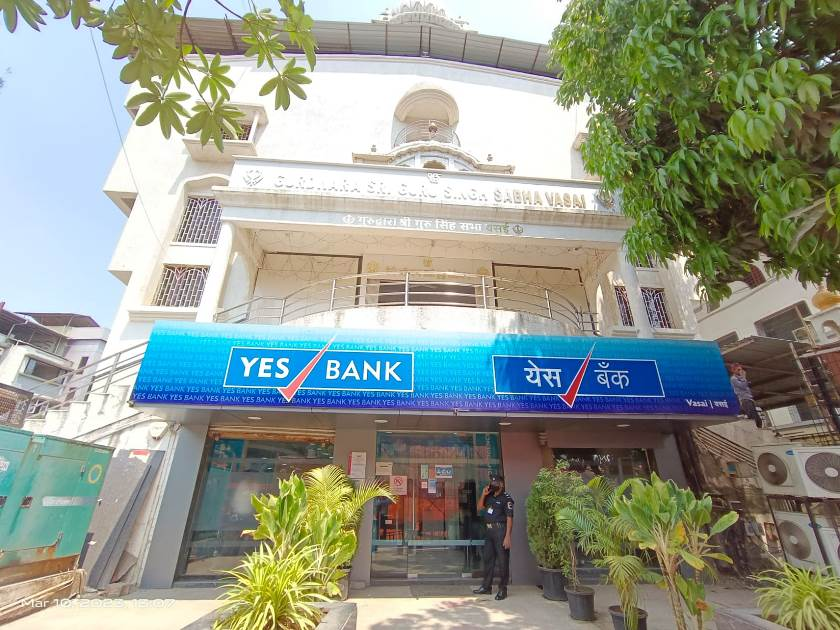 GURDWARA SRI GURU SINGH SABHA VASAI
गुरुद्वारा श्री गुरु सिंह सभा वसई
YES BANK
येस बँक
Vasai | वसई
Mar 10, 2023, 13:07